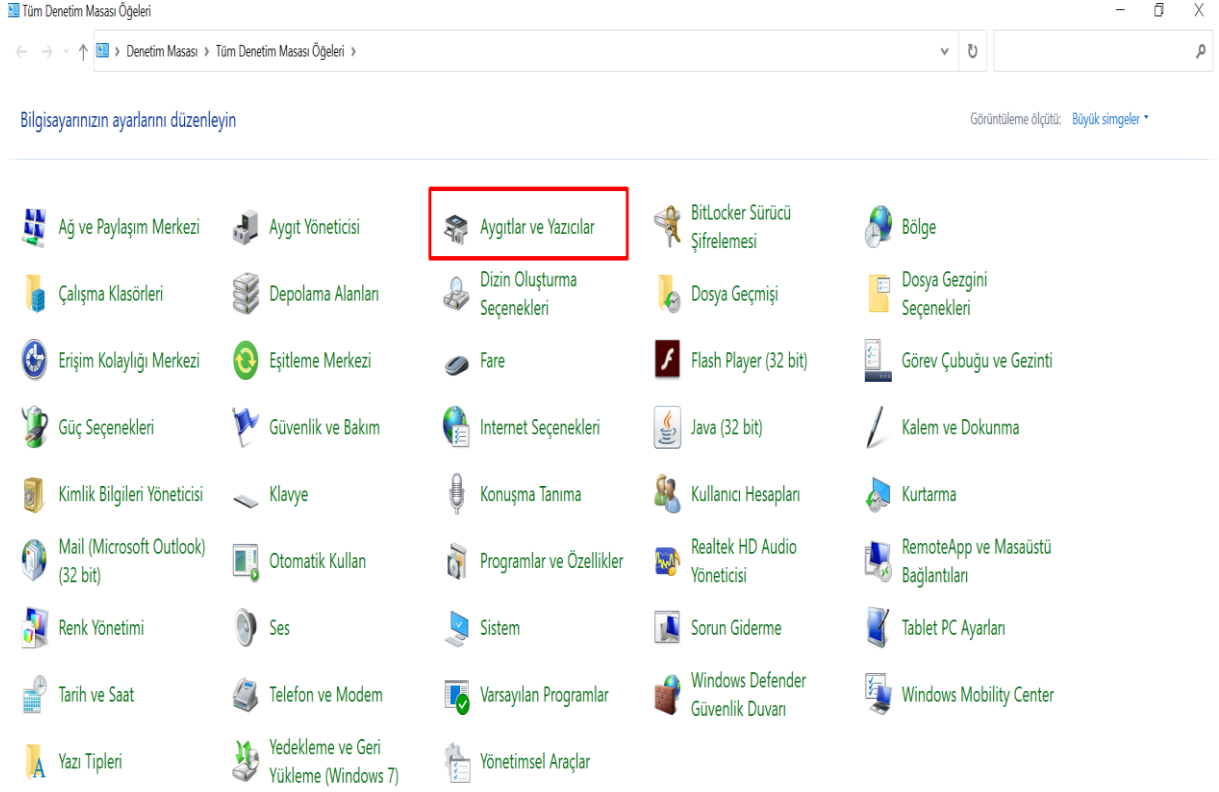 Tüm Denetim Masası Öğeleri
Denetim Masası > Tüm Denetim Masası Öğeleri >
Bilgisayarınızın ayarlarını düzenleyin
Görüntüleme ölçütü: Büyük simgeler
Ağ ve Paylaşım Merkezi
Aygıt Yöneticisi
Aygıtlar ve Yazıcılar
BitLocker Sürücü
Şifrelemesi
Bölge
Çalışma Klasörleri
Depolama Alanları
Dizin Oluşturma
Seçenekleri
Dosya Geçmişi
Dosya Gezgini
Seçenekleri
Erişim Kolaylığı Merkezi
Eşitleme Merkezi
Fare
Flash Player (32 bit)
Görev Çubuğu ve Gezinti
Güç Seçenekleri
Güvenlik ve Bakım
Internet Seçenekleri
Java (32 bit)
Kalem ve Dokunma
Kimlik Bilgileri Yöneticisi
Klavye
Konuşma Tanıma
Kullanıcı Hesapları
Kurtarma
Mail (Microsoft Outlook)
(32 bit)
Otomatik Kullan
Programlar ve Özellikler
Realtek HD Audio
Yöneticisi
RemoteApp ve Masaüstü
Bağlantıları
Renk Yönetimi
Ses
Sistem
Sorun Giderme
Tablet PC Ayarları
Tarih ve Saat
Telefon ve Modem
Varsayılan Programlar
Windows Defender
Güvenlik Duvarı
Windows Mobility Center
Yazı Tipleri
Yedekleme ve Geri
Yükleme (Windows 7)
Yönetimsel Araçlar